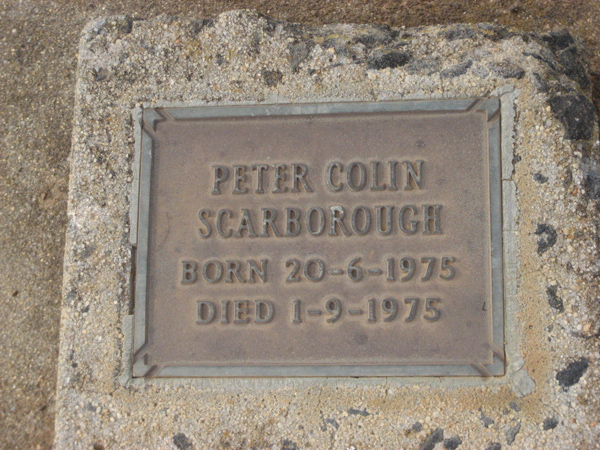 PETER COLIN
SCARBOROUGH
BORN 20-6-1975
DIED 1-9-1975